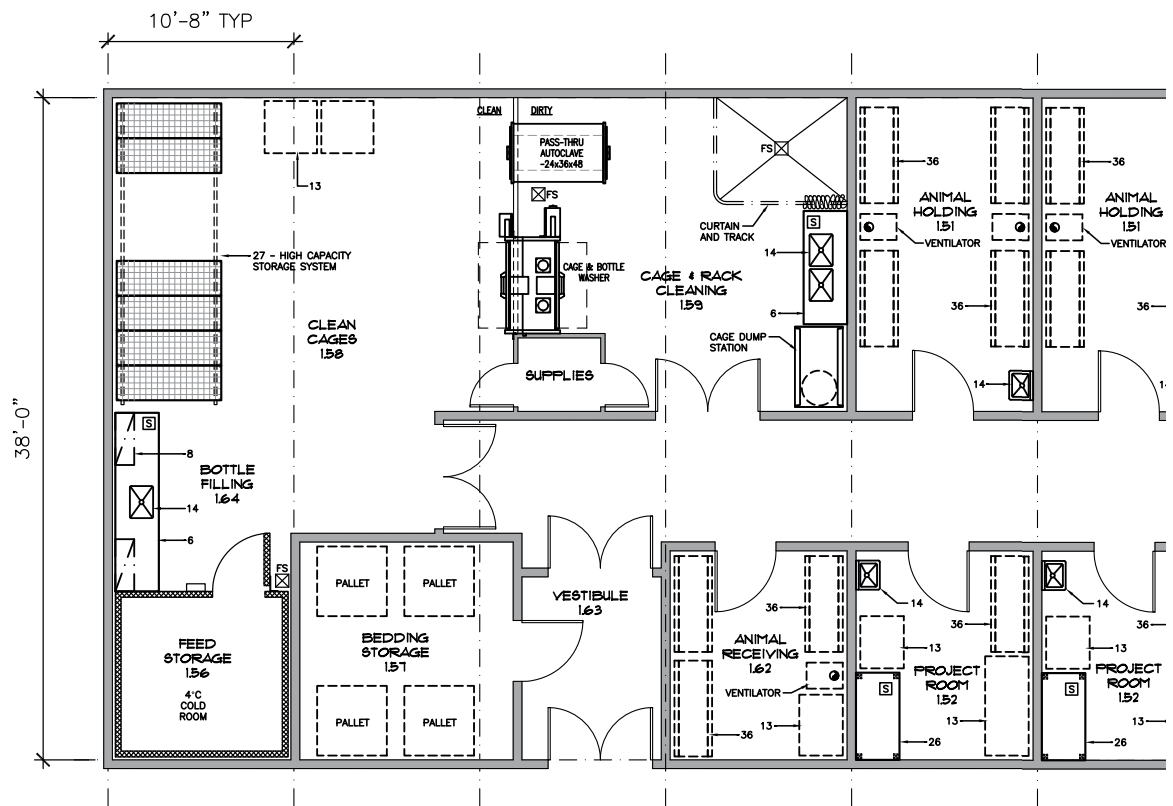 10'-8" TYP
38'-0"
CLEAN
DIRTY
PASS-THRU
AUTOCLAVE
-24x36x48
FS
FS
13
27 - HIGH CAPACITY
STORAGE SYSTEM
CURTAIN
AND TRACK
S
14
6
CAGE & BOTTLE
WASHER
CAGE & RACK
CLEANING
1.59
CAGE DUMP
STATION
CLEAN
CAGES
1.58
SUPPLIES
36
ANIMAL
HOLDING
1.51
VENTILATOR
36
14
36
ANIMAL
HOLDING
1.51
VENTILATOR
36
14
S
8
BOTTLE
FILLING
1.64
14
6
FS
FEED
STORAGE
1.56
4°C
COLD
ROOM
PALLET
PALLET
BEDDING
STORAGE
1.57
PALLET
PALLET
VESTIBULE
1.63
36
ANIMAL
RECEIVING
1.62
VENTILATOR
13
36
14
36
13
PROJECT
ROOM
1.52
S
13
26
14
36
13
PROJECT
ROOM
1.52
S
13
26